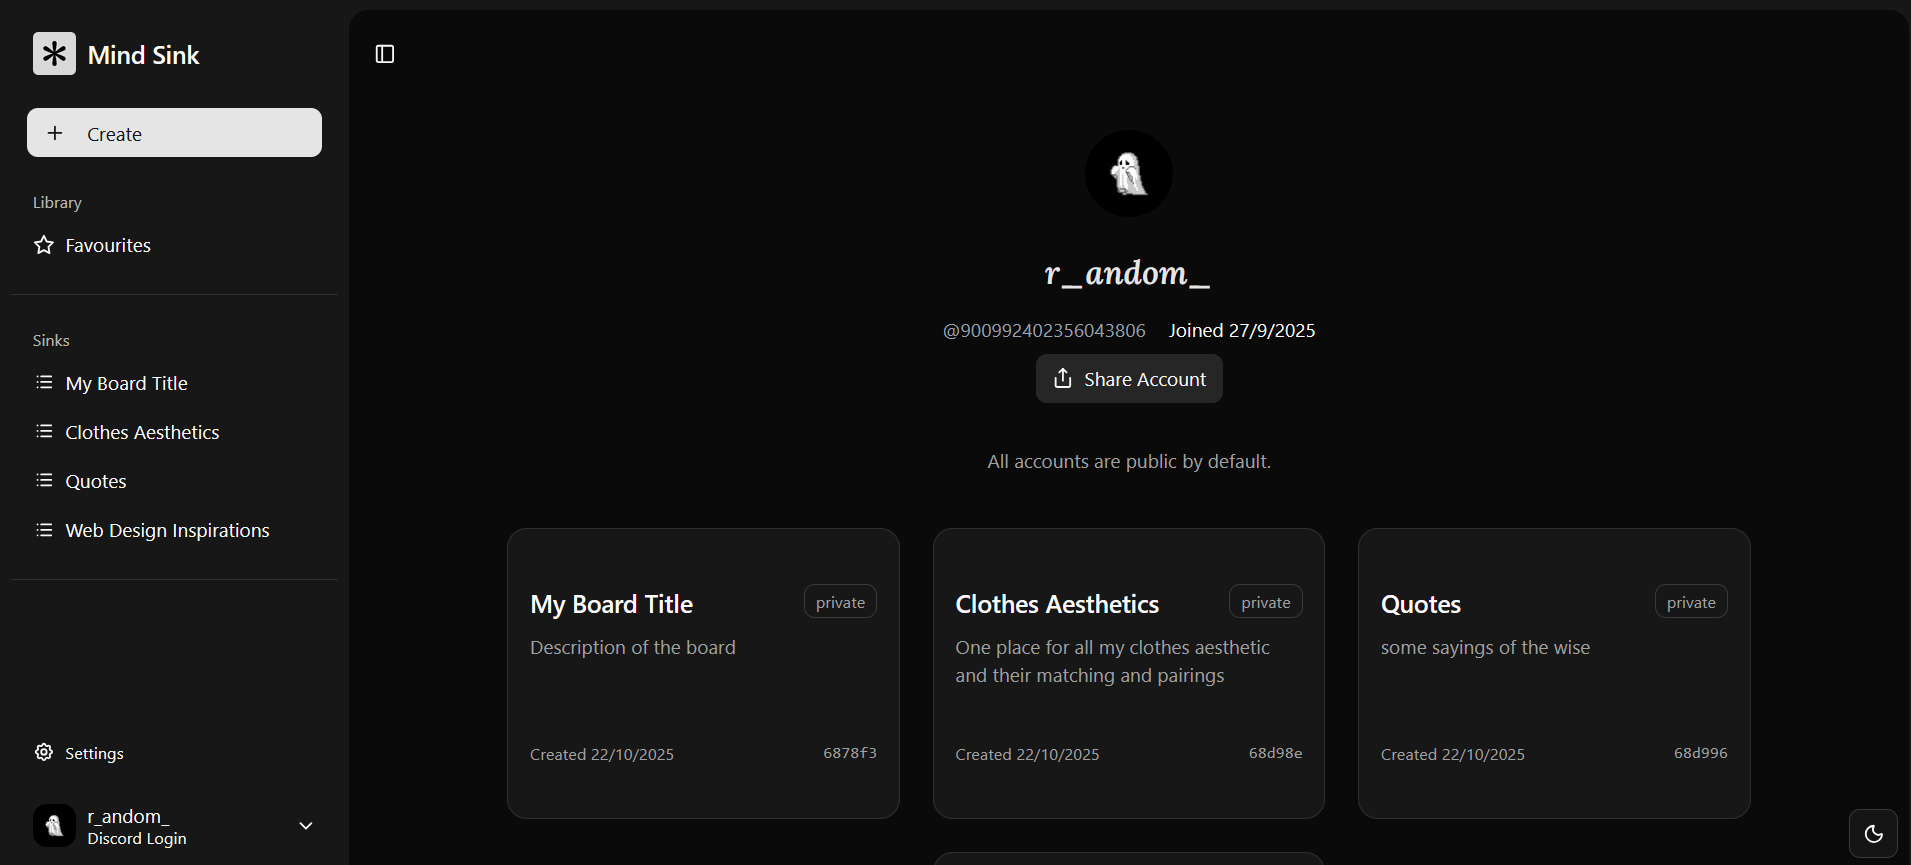 Mind Sink
Create
Library
Favourites
Sinks
My Board Title
Clothes Aesthetics
Quotes
Web Design Inspirations
Settings
r_andom_
Discord Login
r_andom_
@900992402356043806 Joined 27/9/2025
Share Account
All accounts are public by default.
My Board Title private
Description of the board
Created 22/10/2025 6878f3
Clothes Aesthetics private
One place for all my clothes aesthetic
and their matching and pairings
Created 22/10/2025 68d98e
Quotes private
some sayings of the wise
Created 22/10/2025 68d996